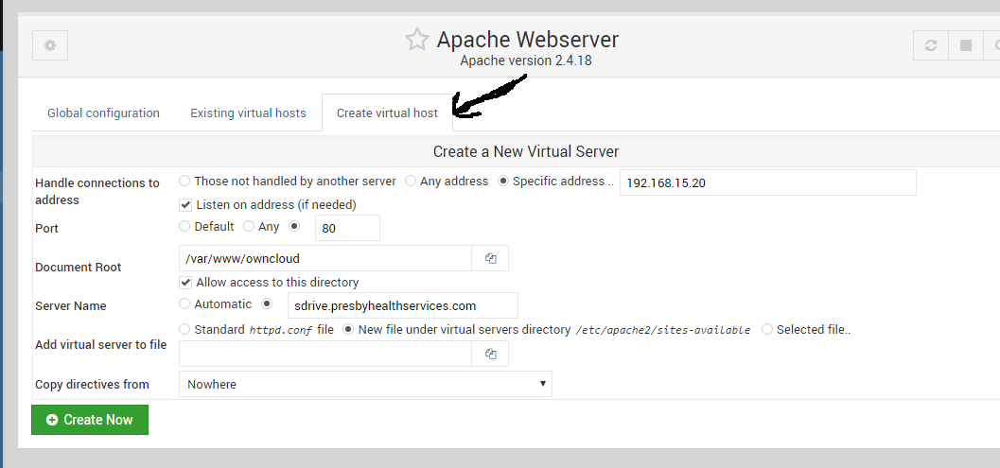 Apache Webserver
Apache version 2.4.18
Global configuration Existing virtual hosts Create virtual host
Create a New Virtual Server
Handle connections to address Those not handled by another server Any address Specific address .. 192.168.15.20
Listen on address (if needed)
Port Default Any 80
Document Root /var/www/owncloud
Allow access to this directory
Server Name Automatic sdrive.presbyhealthservices.com
Add virtual server to file Standard httpd.conf file New file under virtual servers directory /etc/apache2/sites-available Selected file..
Copy directives from Nowhere
Create Now